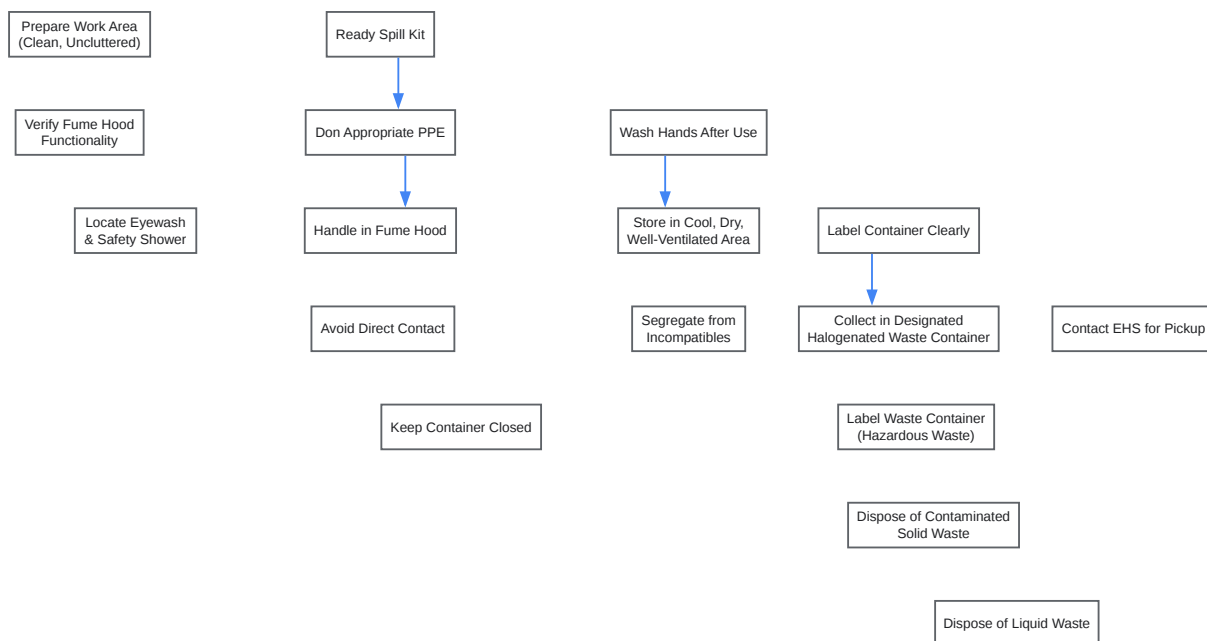 Prepare Work Area
(Clean, Uncluttered)
Ready Spill Kit
Verify Fume Hood
Functionality
Don Appropriate PPE
Wash Hands After Use
Locate Eyewash
& Safety Shower
Handle in Fume Hood
Store in Cool, Dry,
Well-Ventilated Area
Label Container Clearly
Avoid Direct Contact
Segregate from
Incompatibles
Collect in Designated
Halogenated Waste Container
Contact EHS for Pickup
Keep Container Closed
Label Waste Container
(Hazardous Waste)
Dispose of Contaminated
Solid Waste
Dispose of Liquid Waste